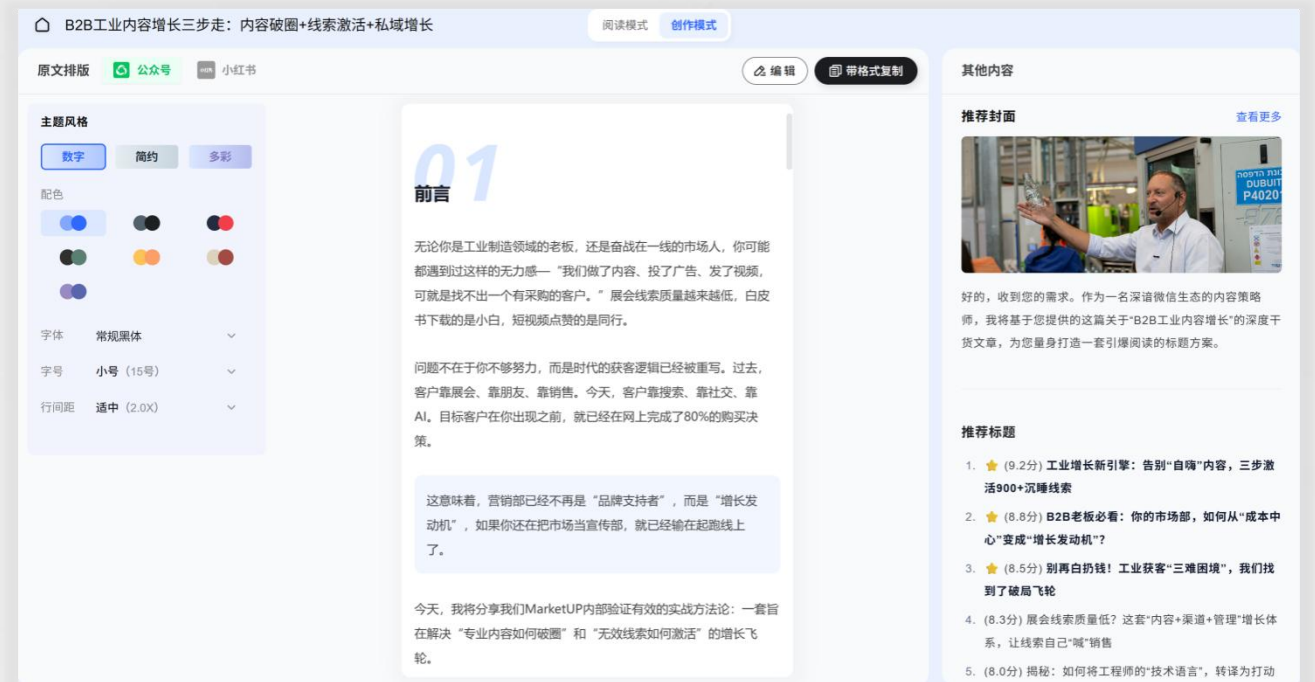 B2B工业内容增长三步走：内容破圈+线索激活+私域增长
阅读模式
创作模式
原文排版
公众号
小红书
编辑
带格式复制
主题风格
数字
简约
多彩
配色
字体
常规黑体
字号
小号（15号）
行间距
适中（2.0X）
01
前言
无论你是工业制造领域的老板，还是奋战在一线的市场人，你可能
都遇到过这样的无力感—“我们做了内容、投了广告、发了视频，
可就是找不出一个有采购的客户。”展会线索质量越来越低，白皮
书下载的是小白，短视频点赞的是同行。
问题不在于你不够努力，而是时代的获客逻辑已经被重写。过去，
客户靠展会、靠朋友、靠销售。今天，客户靠搜索、靠社交、靠
AI。目标客户在你出现之前，就已经在网上完成了80%的购买决
策。
这意味着，营销部已经不再是“品牌支持者”，而是“增长发
动机”，如果你还在把市场当宣传部，就已经输在起跑线上
了。
今天，我将分享我们MarketUP内部验证有效的实战方法论：一套旨
在解决“专业内容如何破圈”和“无效线索如何激活”的增长飞
轮。
其他内容
推荐封面
查看更多
DUBUIT
P4020
好的，收到您的需求。作为一名深谙微信生态的内容策略
师，我将基于您提供的这篇关于“B2B工业内容增长”的深度干
货文章，为您量身打造一套引爆阅读的标题方案。
推荐标题
1. ⭐ (9.2分) 工业增长新引擎：告别“自嗨”内容，三步激
活900+沉睡线索
2. ⭐ (8.8分) B2B老板必看：你的市场部，如何从“成本中
心”变成“增长发动机”？
3. ⭐ (8.5分) 别再白扔钱！工业获客“三难困境”，我们找
到了破局飞轮
4. (8.3分) 展会线索质量低？这套“内容+渠道+管理”增长体
系，让线索自己“喊”销售
5. (8.0分) 揭秘：如何将工程师的“技术语言”，转译为打动